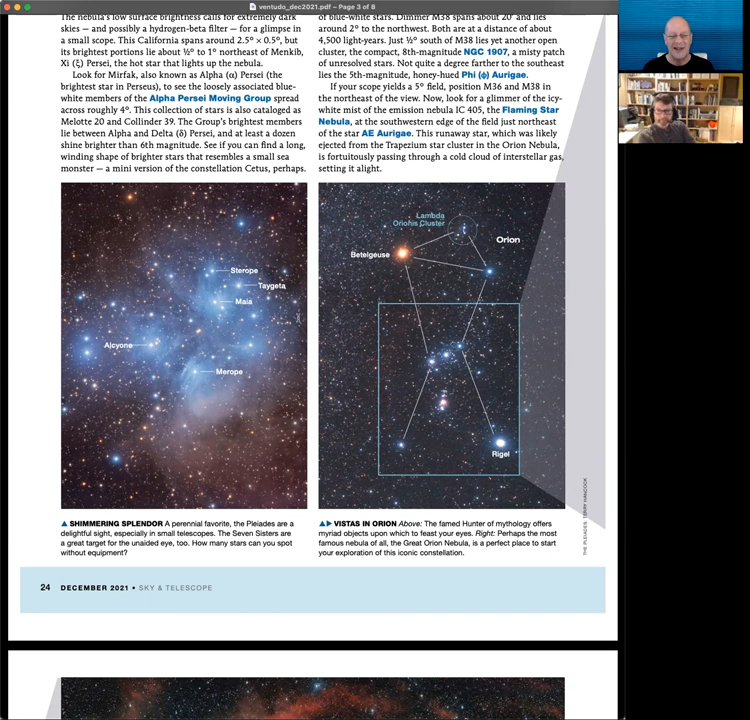 ventudo_dec2021.pdf — Page 3 of 8
The nebula's low surface brightness calls for extremely dark
skies — and possibly a hydrogen-beta filter — for a glimpse in
a small scope. This California spans around 2.5° × 0.5°, but
its brightest portions lie about ½° to 1° northeast of Menkib,
Xi (ξ) Persei, the hot star that lights up the nebula.
Look for Mirfak, also known as Alpha (α) Persei (the
brightest star in Perseus), to see the loosely associated blue-
white members of the Alpha Persei Moving Group spread
across roughly 4°. This collection of stars is also cataloged as
Melotte 20 and Collinder 39. The Group's brightest members
lie between Alpha and Delta (δ) Persei, and at least a dozen
shine brighter than 6th magnitude. See if you can find a long,
winding shape of brighter stars that resembles a small sea
monster — a mini version of the constellation Cetus, perhaps.
of blue-white stars. Dimmer M38 spans about 20′ and lies
around 2° to the northwest. Both are at a distance of about
4,500 light-years. Just ½° south of M38 lies yet another open
cluster, the compact, 8th-magnitude NGC 1907, a misty patch
of unresolved stars. Not quite a degree farther to the southeast
lies the 5th-magnitude, honey-hued Phi (ϕ) Aurigae.
If your scope yields a 5° field, position M36 and M38 in
the northeast of the view. Now, look for a glimmer of the icy-
white mist of the emission nebula IC 405, the Flaming Star
Nebula, at the southwestern edge of the field just northeast
of the star AE Aurigae. This runaway star, which was likely
ejected from the Trapezium star cluster in the Orion Nebula,
is fortuitously passing through a cold cloud of interstellar gas,
setting it alight.
Sterope
Taygeta
Maia
Alcyone
Merope
Lambda
Orionis Cluster
Orion
Betelgeuse
Rigel
▲ SHIMMERING SPLENDOR A perennial favorite, the Pleiades are a
delightful sight, especially in small telescopes. The Seven Sisters are
a great target for the unaided eye, too. How many stars can you spot
without equipment?
▲▶ VISTAS IN ORION Above: The famed Hunter of mythology offers
myriad objects upon which to feast your eyes. Right: Perhaps the most
famous nebula of all, the Great Orion Nebula, is a perfect place to start
your exploration of this iconic constellation.
THE PLEIADES: TERRY HANCOCK
24 DECEMBER 2021 • SKY & TELESCOPE